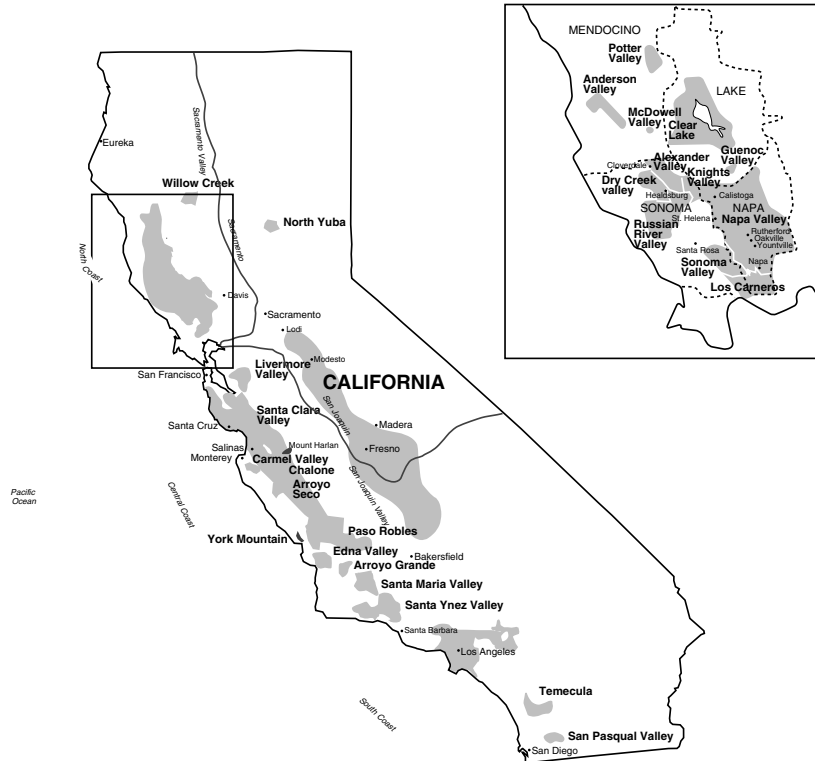 MENDOCINO
Potter
Valley
Anderson
Valley
LAKE
McDowell
Valley
Clear
Lake
Guenoc
Valley
Cloverdale
Alexander
Valley
Knights
Valley
Dry Creek
valley
Healdsburg
Calistoga
SONOMA
NAPA
St. Helena
Napa Valley
Russian
River
Valley
Rutherford
Oakville
Yountville
Santa Rosa
Sonoma
Valley
Napa
Los Carneros
Eureka
Sacramento Valley
Willow Creek
North Yuba
Sacramento
North Coast
Davis
Sacramento
Lodi
Modesto
San Francisco
Livermore
Valley
CALIFORNIA
San Joaquin
Santa Clara
Valley
Santa Cruz
Madera
Salinas
Mount Harlan
Fresno
Monterey
Carmel Valley
Chalone
Arroyo
Seco
San Joaquin Valley
Pacific
Ocean
Central Coast
York Mountain
Paso Robles
Edna Valley
Bakersfield
Arroyo Grande
Santa Maria Valley
Santa Ynez Valley
Santa Barbara
Los Angeles
South Coast
Temecula
San Pasqual Valley
San Diego